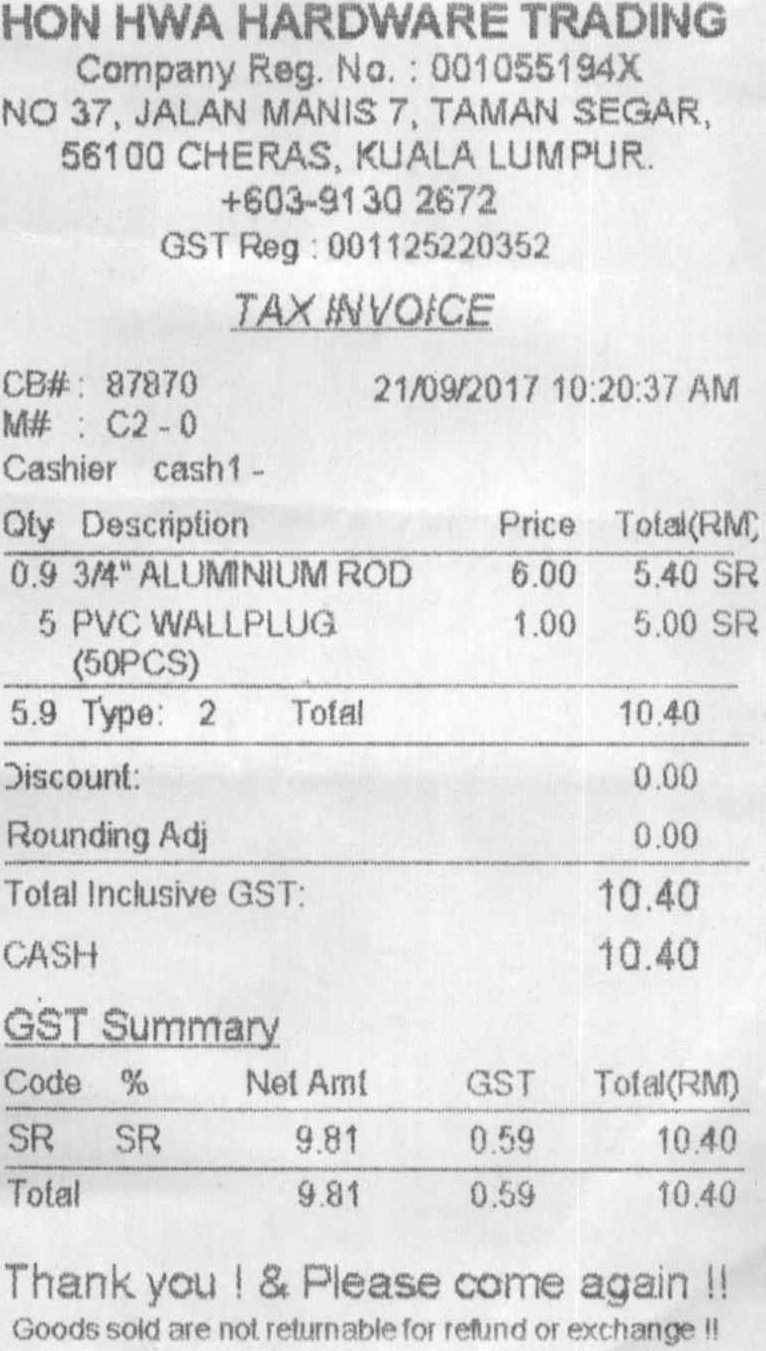 HON HWA HARDWARE TRADING
Company Reg. No. : 001055194X
NO 37, JALAN MANIS 7, TAMAN SEGAR,
56100 CHERAS, KUALA LUMPUR.
+603-9130 2672
GST Reg : 001125220352
TAX INVOICE
CB# : 87870 21/09/2017 10:20:37 AM
M# : C2 - 0
Cashier cash1 -
Qty Description Price Total(RM)
0.9 3/4" ALUMINIUM ROD 6.00 5.40 SR
5 PVC WALLPLUG 1.00 5.00 SR
(50PCS)
5.9 Type: 2 Total 10.40
Discount: 0.00
Rounding Adj 0.00
Total Inclusive GST: 10.40
CASH 10.40
GST Summary
Code % Net Amt GST Total(RM)
SR SR 9.81 0.59 10.40
Total 9.81 0.59 10.40
Thank you ! & Please come again !!
Goods sold are not returnable for refund or exchange !!